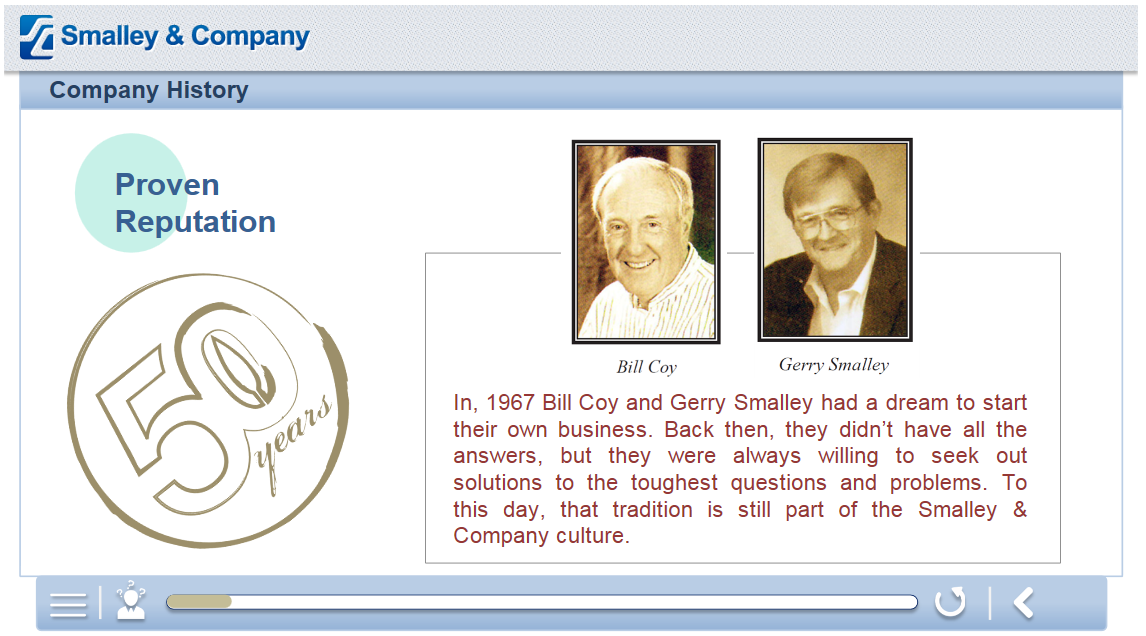 Smalley & Company
Company History
Proven
Reputation
50
years
Bill Coy
Gerry Smalley
In, 1967 Bill Coy and Gerry Smalley had a dream to start
their own business. Back then, they didn’t have all the
answers, but they were always willing to seek out
solutions to the toughest questions and problems. To
this day, that tradition is still part of the Smalley &
Company culture.